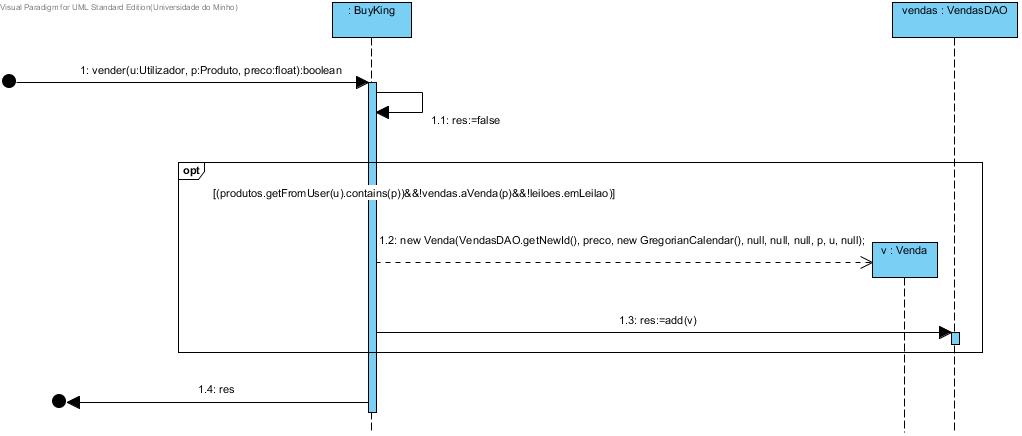 Visual Paradigm for UML Standard Edition(Universidade do Minho)
: BuyKing
vendas : VendasDAO
1: vender(u:Utilizador, p:Produto, preco:float):boolean
1.1: res:=false
opt
[(produtos.getFromUser(u).contains(p))&&!vendas.aVenda(p)&&!leiloes.emLeilao)]
1.2: new Venda(VendasDAO.getNewId(), preco, new GregorianCalendar(), null, null, null, p, u, null);
v : Venda
1.3: res:=add(v)
1.4: res